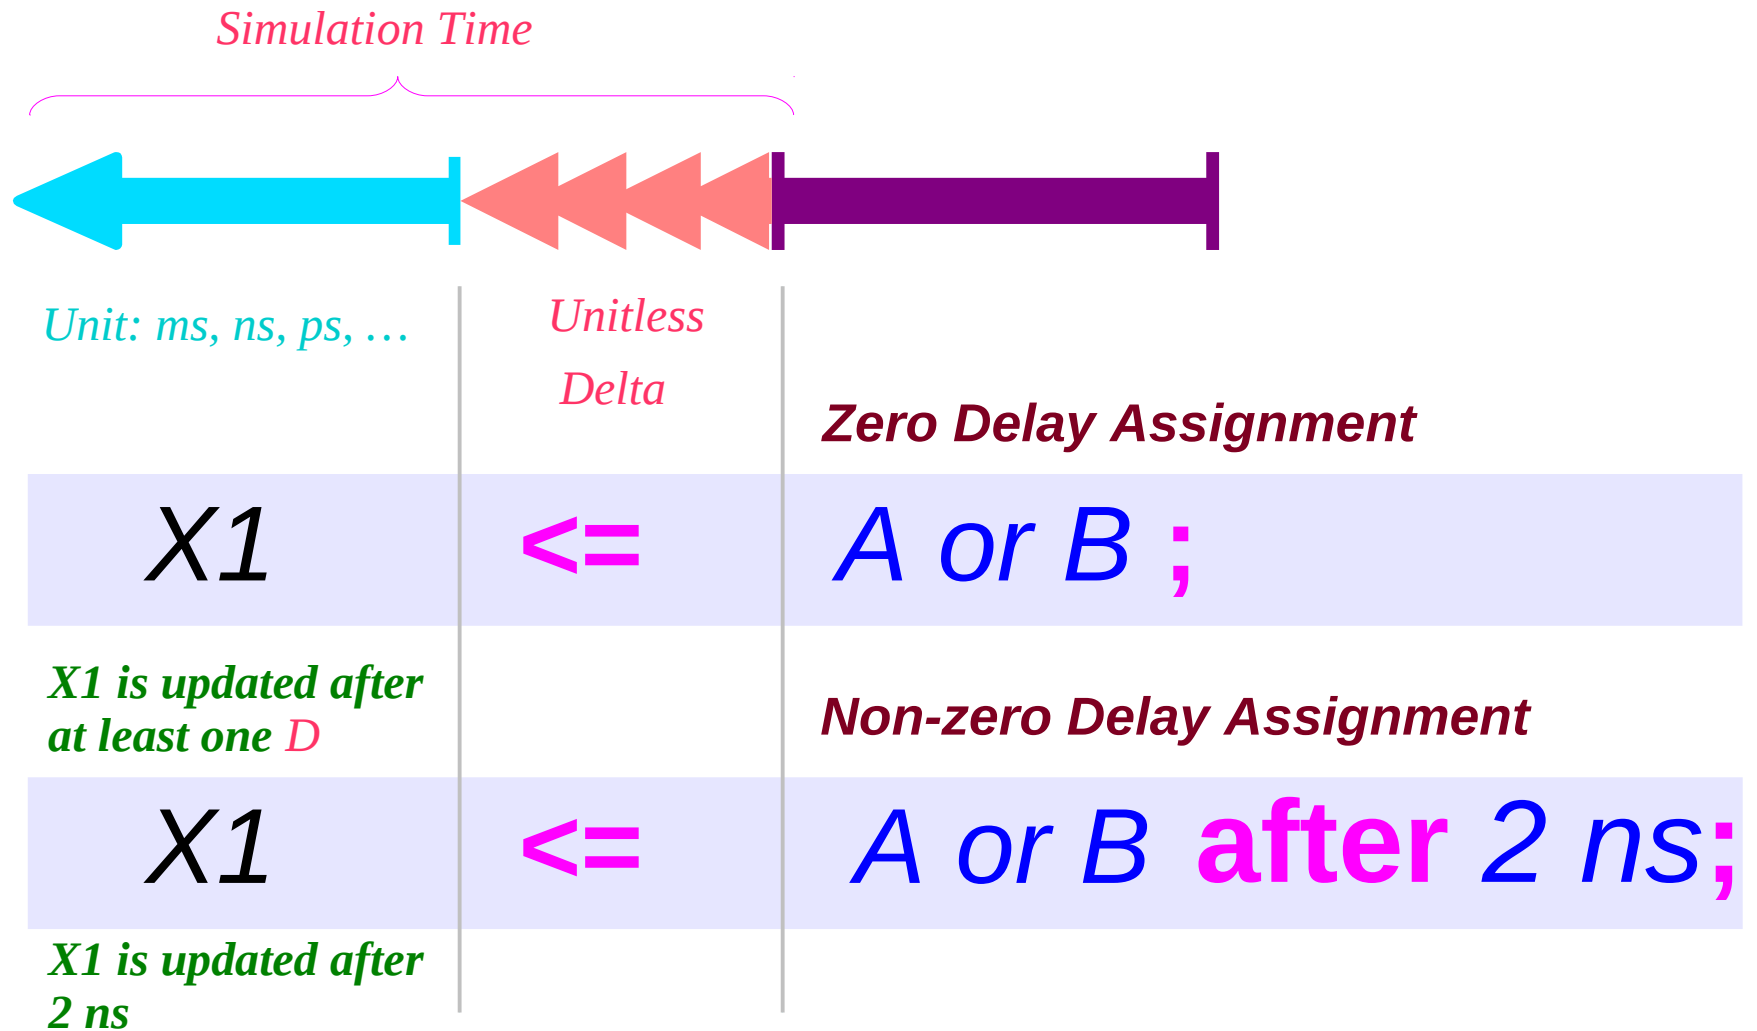 Simulation Time
Unit: ms, ns, ps, …
Unitless
Delta
Zero Delay Assignment
X1 <= A or B ;
X1 is updated after
at least one D
Non-zero Delay Assignment
X1 <= A or B after 2 ns;
X1 is updated after
2 ns